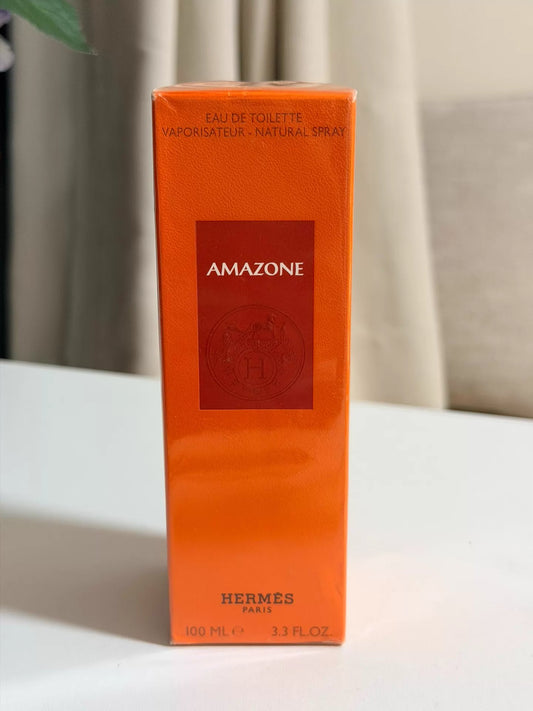 EAU DE TOILETTE
VAPORISATEUR - NATURAL SPRAY
AMAZONE
H
HERMÈS
PARIS
100 ML ℮ 3.3 FL.OZ.